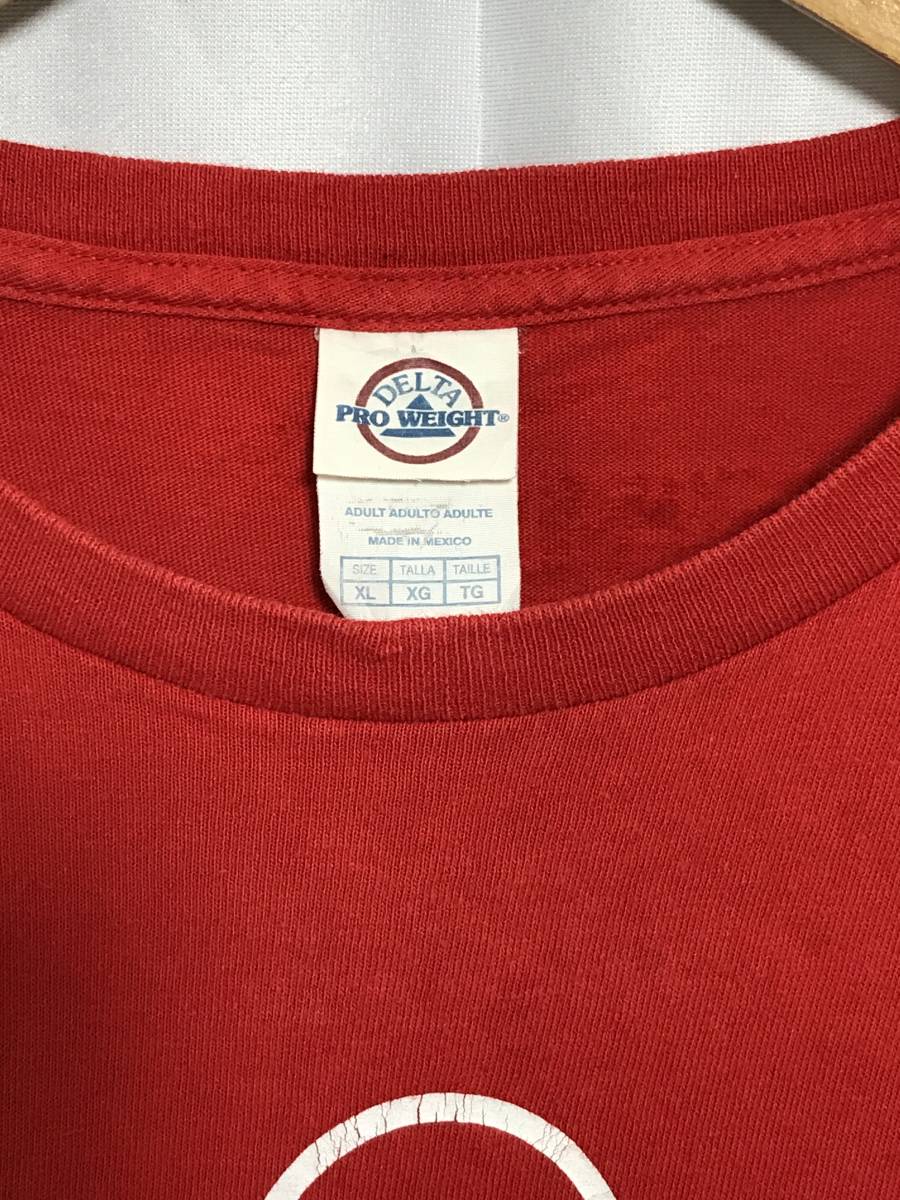 DELTA
PRO WEIGHT®
ADULT ADULTO ADULTE
MADE IN MEXICO
SIZE TALLA TAILLE
XL XG TG